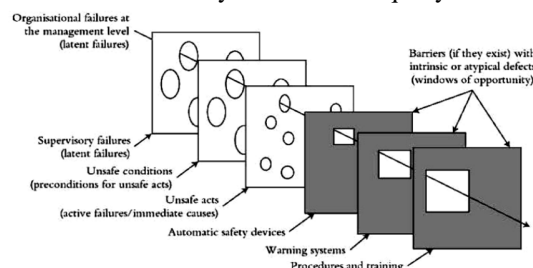 Organisational failures at
the management level
(latent failures)
Barriers (if they exist) with
intrinsic or atypical defects
(windows of opportunity)
Supervisory failures
(latent failures)
Unsafe conditions
(preconditions for unsafe acts)
Unsafe acts
(active failures/immediate causes)
Automatic safety devices
Warning systems
Procedures and training